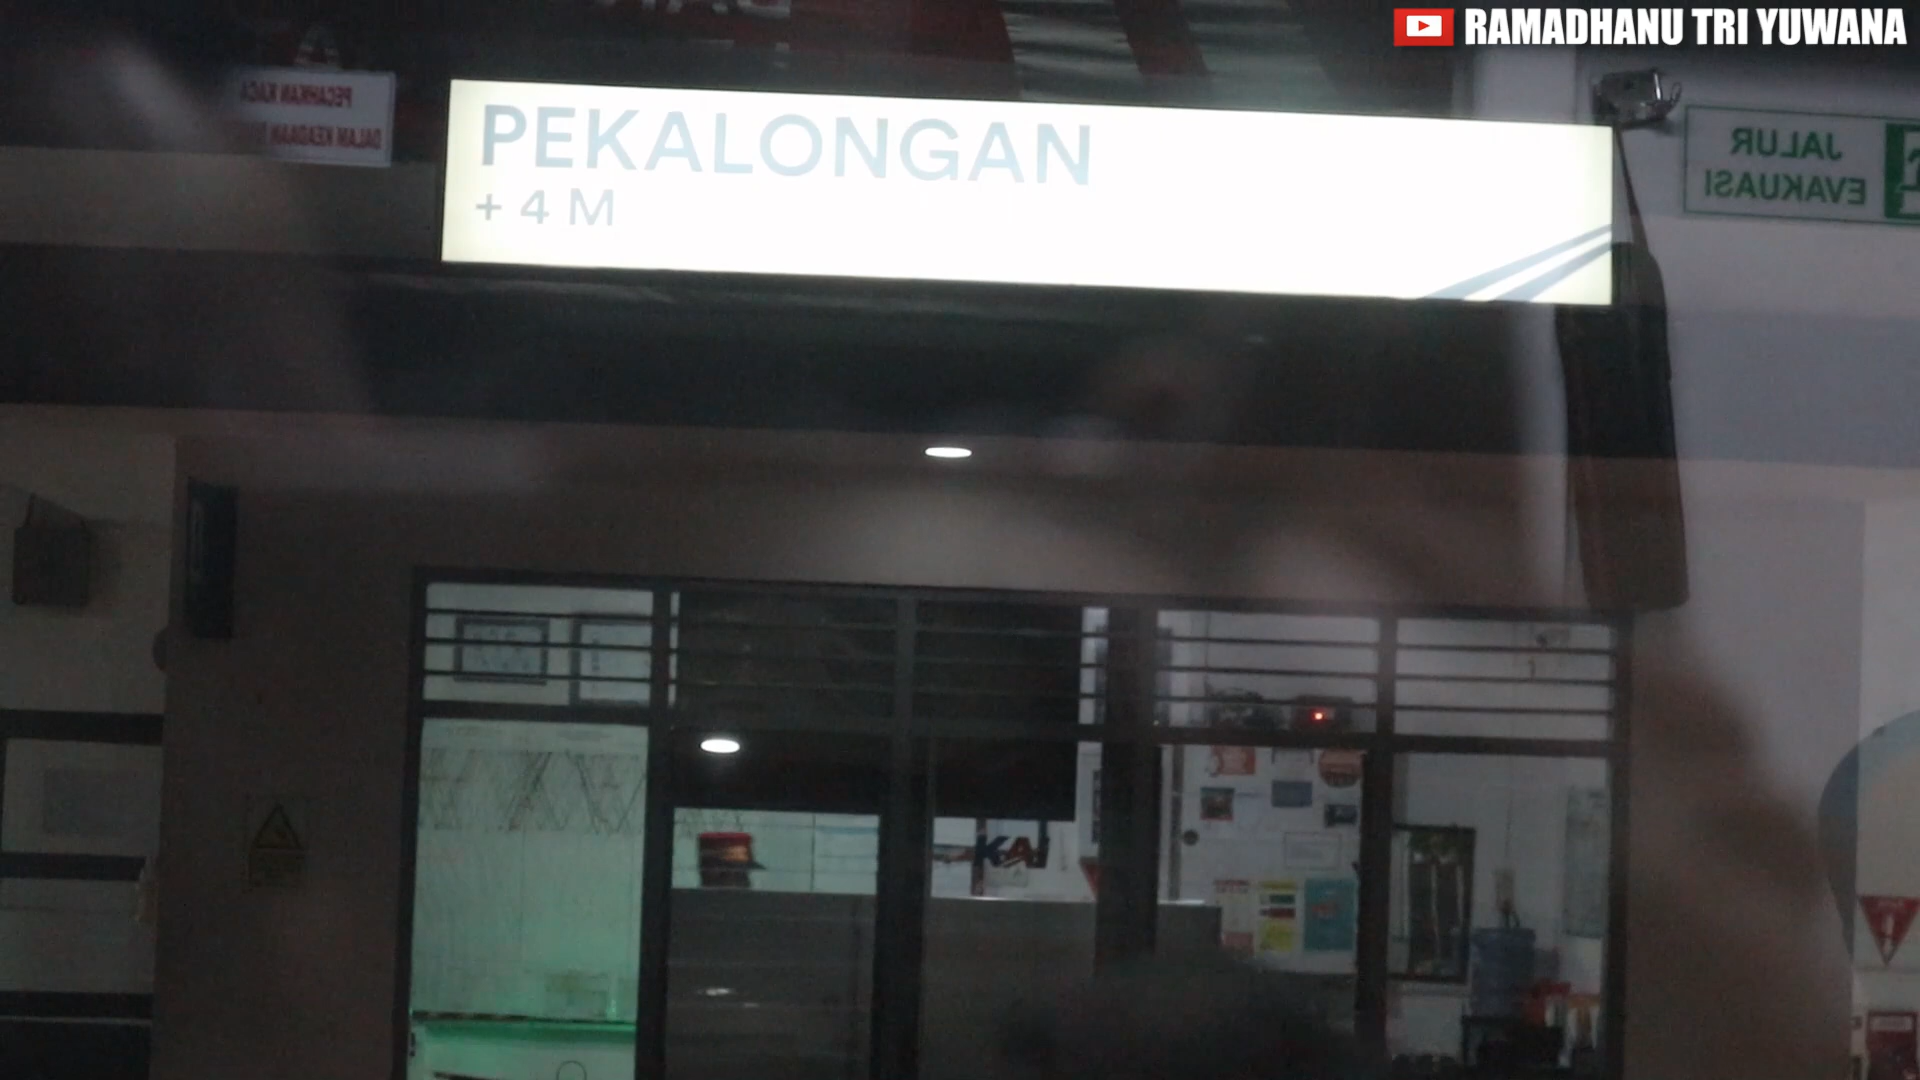 RAMADHANU TRI YUWANA
PECAHKAN KACA
DALAM KEADAAN
PEKALONGAN
+ 4 M
JALUR
EVAKUASI
KAI